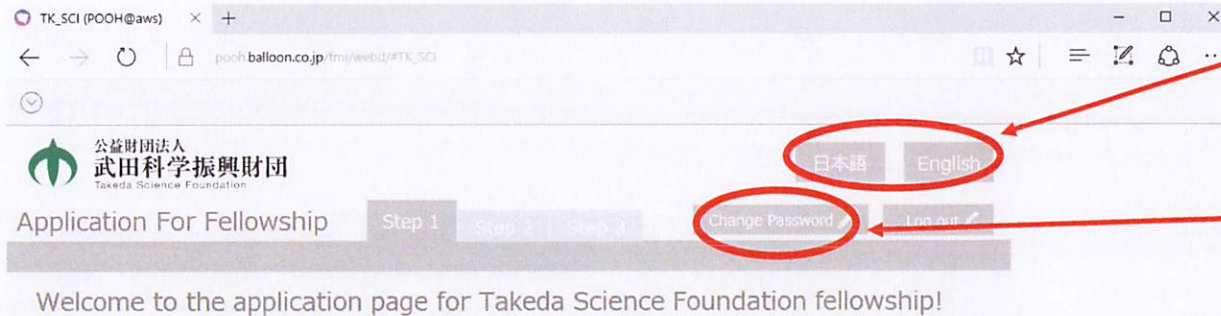 TK_SCI (POOH@aws)
pooh.balloon.co.jp/fmi/webd/#TK_SCI
公益財団法人
武田科学振興財団
Takeda Science Foundation
日本語 English
Application For Fellowship Step 1 Step 2 Step 3 Change Password Log out
Welcome to the application page for Takeda Science Foundation fellowship!